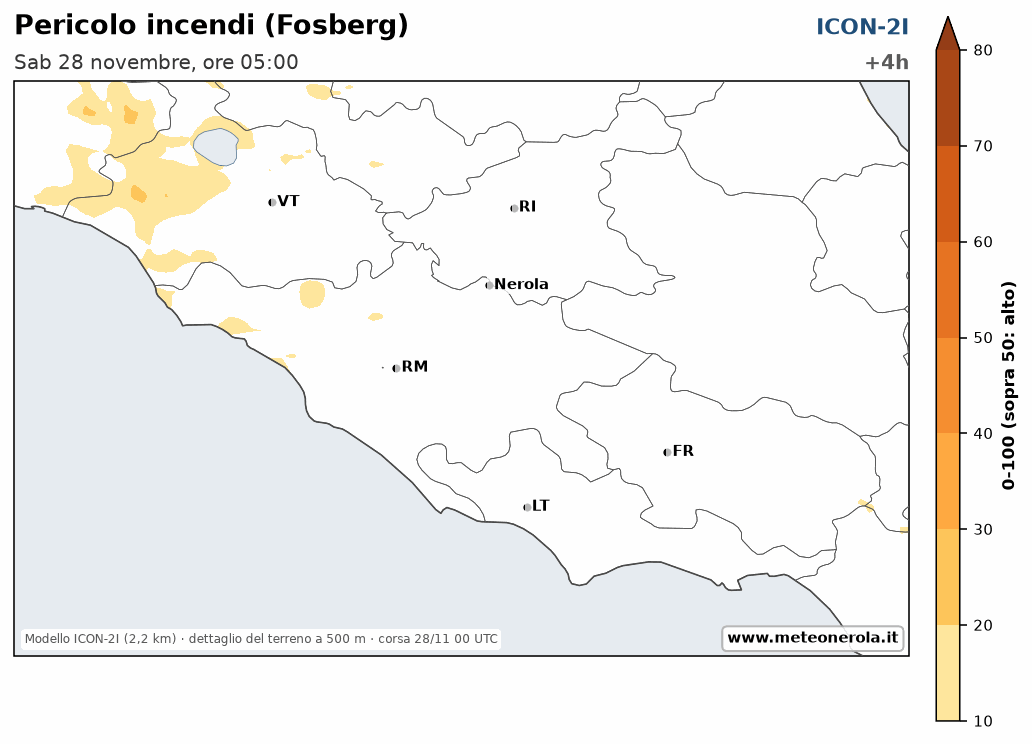 Pericolo incendi (Fosberg)
ICON-2I
Sab 28 novembre, ore 05:00
+4h
VT
RI
Nerola
RM
FR
LT
Modello ICON-2I (2,2 km) · dettaglio del terreno a 500 m · corsa 28/11 00 UTC
www.meteonerola.it
80
70
60
50
40
30
20
10
0-100 (sopra 50: alto)